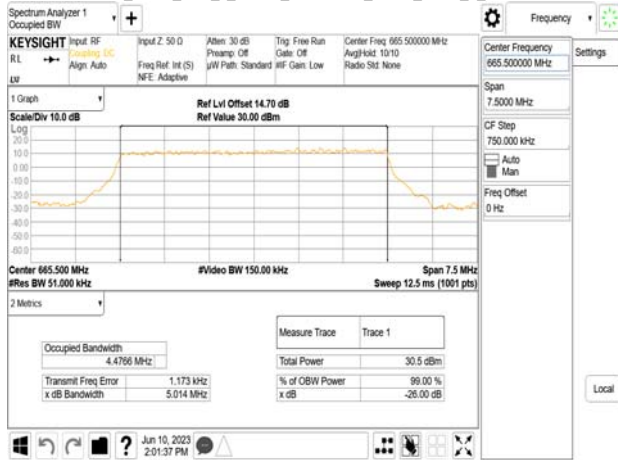 Spectrum Analyzer 1
Occupied BW
Frequency
KEYSIGHT
Input: RF
Coupling: DC
Align: Auto
Input Z: 50 Ω
Freq Ref: Int (S)
NFE: Adaptive
Atten: 30 dB
Preamp: Off
µW Path: Standard
Trig: Free Run
Gate: Off
#IF Gain: Low
Center Freq: 665.500000 MHz
Avg|Hold: 10/10
Radio Std: None
RL
LM
Center Frequency
665.500000 MHz
Settings
Span
7.5000 MHz
CF Step
750.000 kHz
Auto
Man
Freq Offset
0 Hz
Local
1 Graph
Scale/Div 10.0 dB
Ref Lvl Offset 14.70 dB
Ref Value 30.00 dBm
Log
20.0
10.0
0.00
-10.0
-20.0
-30.0
-40.0
-50.0
-60.0
Center 665.500 MHz
#Video BW 150.00 kHz
Span 7.5 MHz
#Res BW 51.000 kHz
Sweep 12.5 ms (1001 pts)
2 Metrics
Measure Trace Trace 1
Occupied Bandwidth
4.4766 MHz
Total Power 30.5 dBm
Transmit Freq Error 1.173 kHz
% of OBW Power 99.00 %
x dB Bandwidth 5.014 MHz
x dB -26.00 dB
Jun 10, 2023
2:01:37 PM